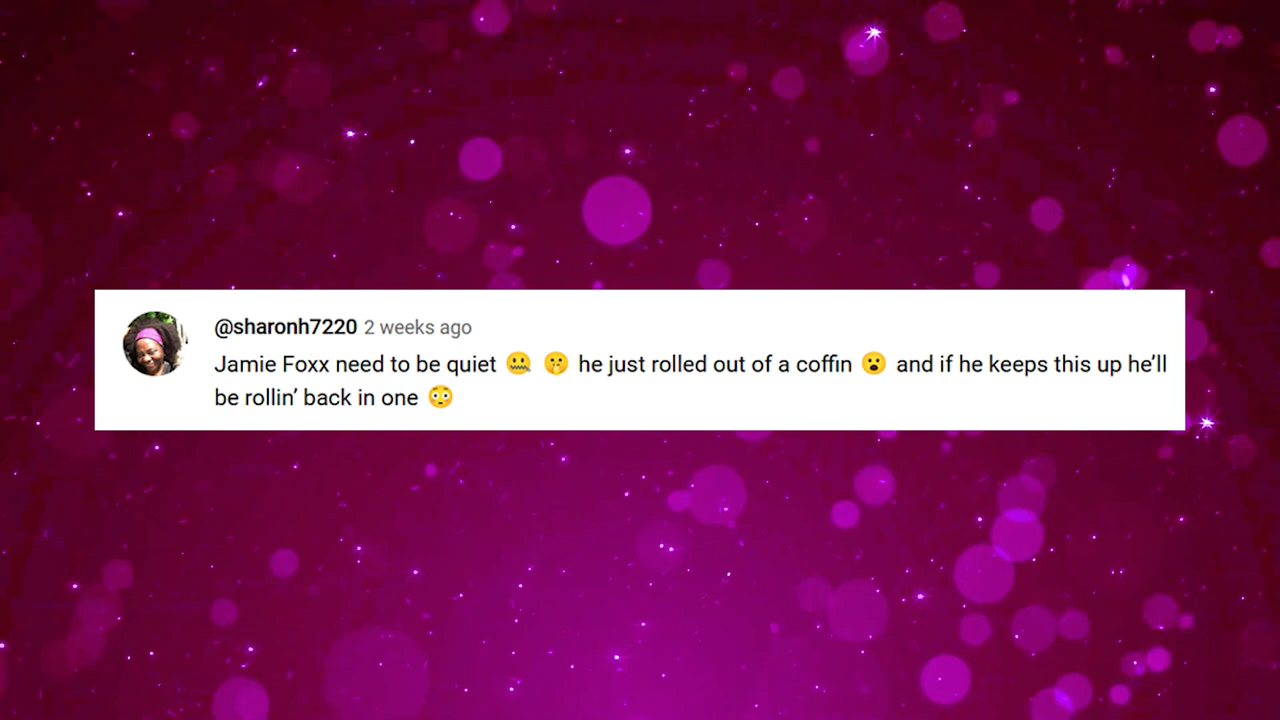 @sharonh7220 2 weeks ago
Jamie Foxx need to be quiet 🤐 🤫 he just rolled out of a coffin 😮 and if he keeps this up he’ll
be rollin’ back in one 😳